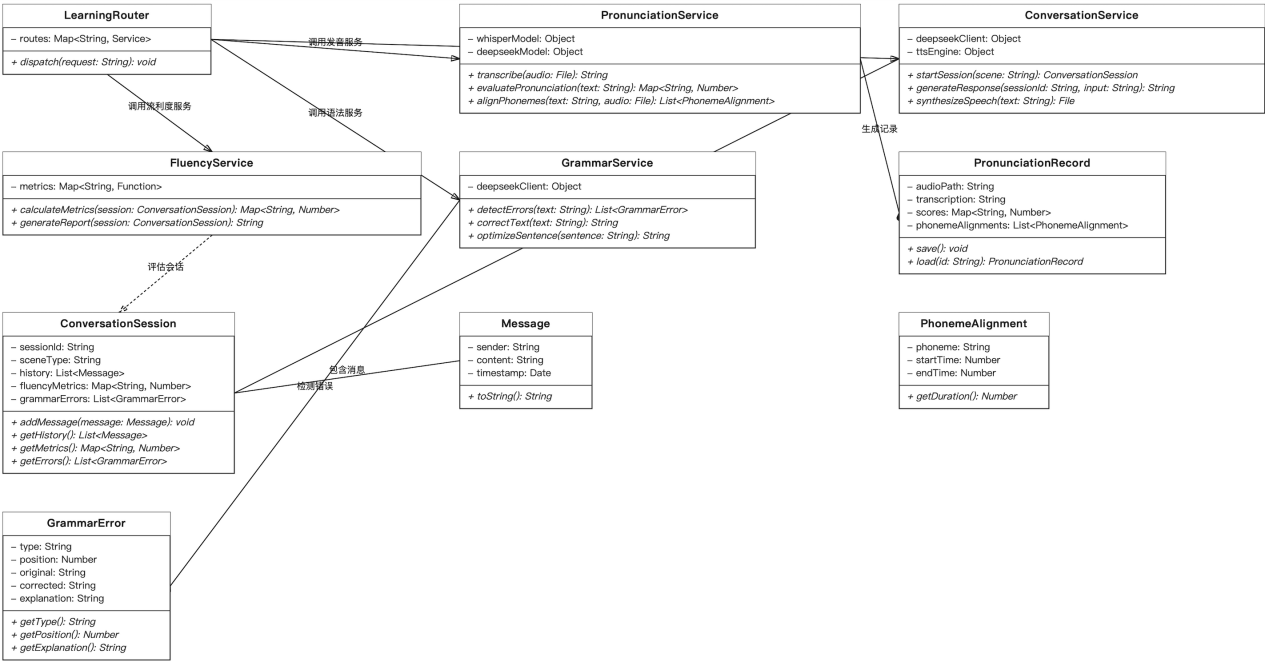 LearningRouter
– routes: Map<String, Service>
+ dispatch(request: String): void
PronunciationService
– whisperModel: Object
– deepseekModel: Object
+ transcribe(audio: File): String
+ evaluatePronunciation(text: String): Map<String, Number>
+ alignPhonemes(text: String, audio: File): List<PhonemeAlignment>
ConversationService
– deepseekClient: Object
– ttsEngine: Object
+ startSession(scene: String): ConversationSession
+ generateResponse(sessionId: String, input: String): String
+ synthesizeSpeech(text: String): File
调用发音服务
调用流利度服务
调用语法服务
生成记录
FluencyService
– metrics: Map<String, Function>
+ calculateMetrics(session: ConversationSession): Map<String, Number>
+ generateReport(session: ConversationSession): String
GrammarService
– deepseekClient: Object
+ detectErrors(text: String): List<GrammarError>
+ correctText(text: String): String
+ optimizeSentence(sentence: String): String
PronunciationRecord
– audioPath: String
– transcription: String
– scores: Map<String, Number>
– phonemeAlignments: List<PhonemeAlignment>
+ save(): void
+ load(id: String): PronunciationRecord
评估会话
ConversationSession
– sessionId: String
– sceneType: String
– history: List<Message>
– fluencyMetrics: Map<String, Number>
– grammarErrors: List<GrammarError>
+ addMessage(message: Message): void
+ getHistory(): List<Message>
+ getMetrics(): Map<String, Number>
+ getErrors(): List<GrammarError>
包含消息
检测错误
Message
– sender: String
– content: String
– timestamp: Date
+ toString(): String
PhonemeAlignment
– phoneme: String
– startTime: Number
– endTime: Number
+ getDuration(): Number
GrammarError
– type: String
– position: Number
– original: String
– corrected: String
– explanation: String
+ getType(): String
+ getPosition(): Number
+ getExplanation(): String